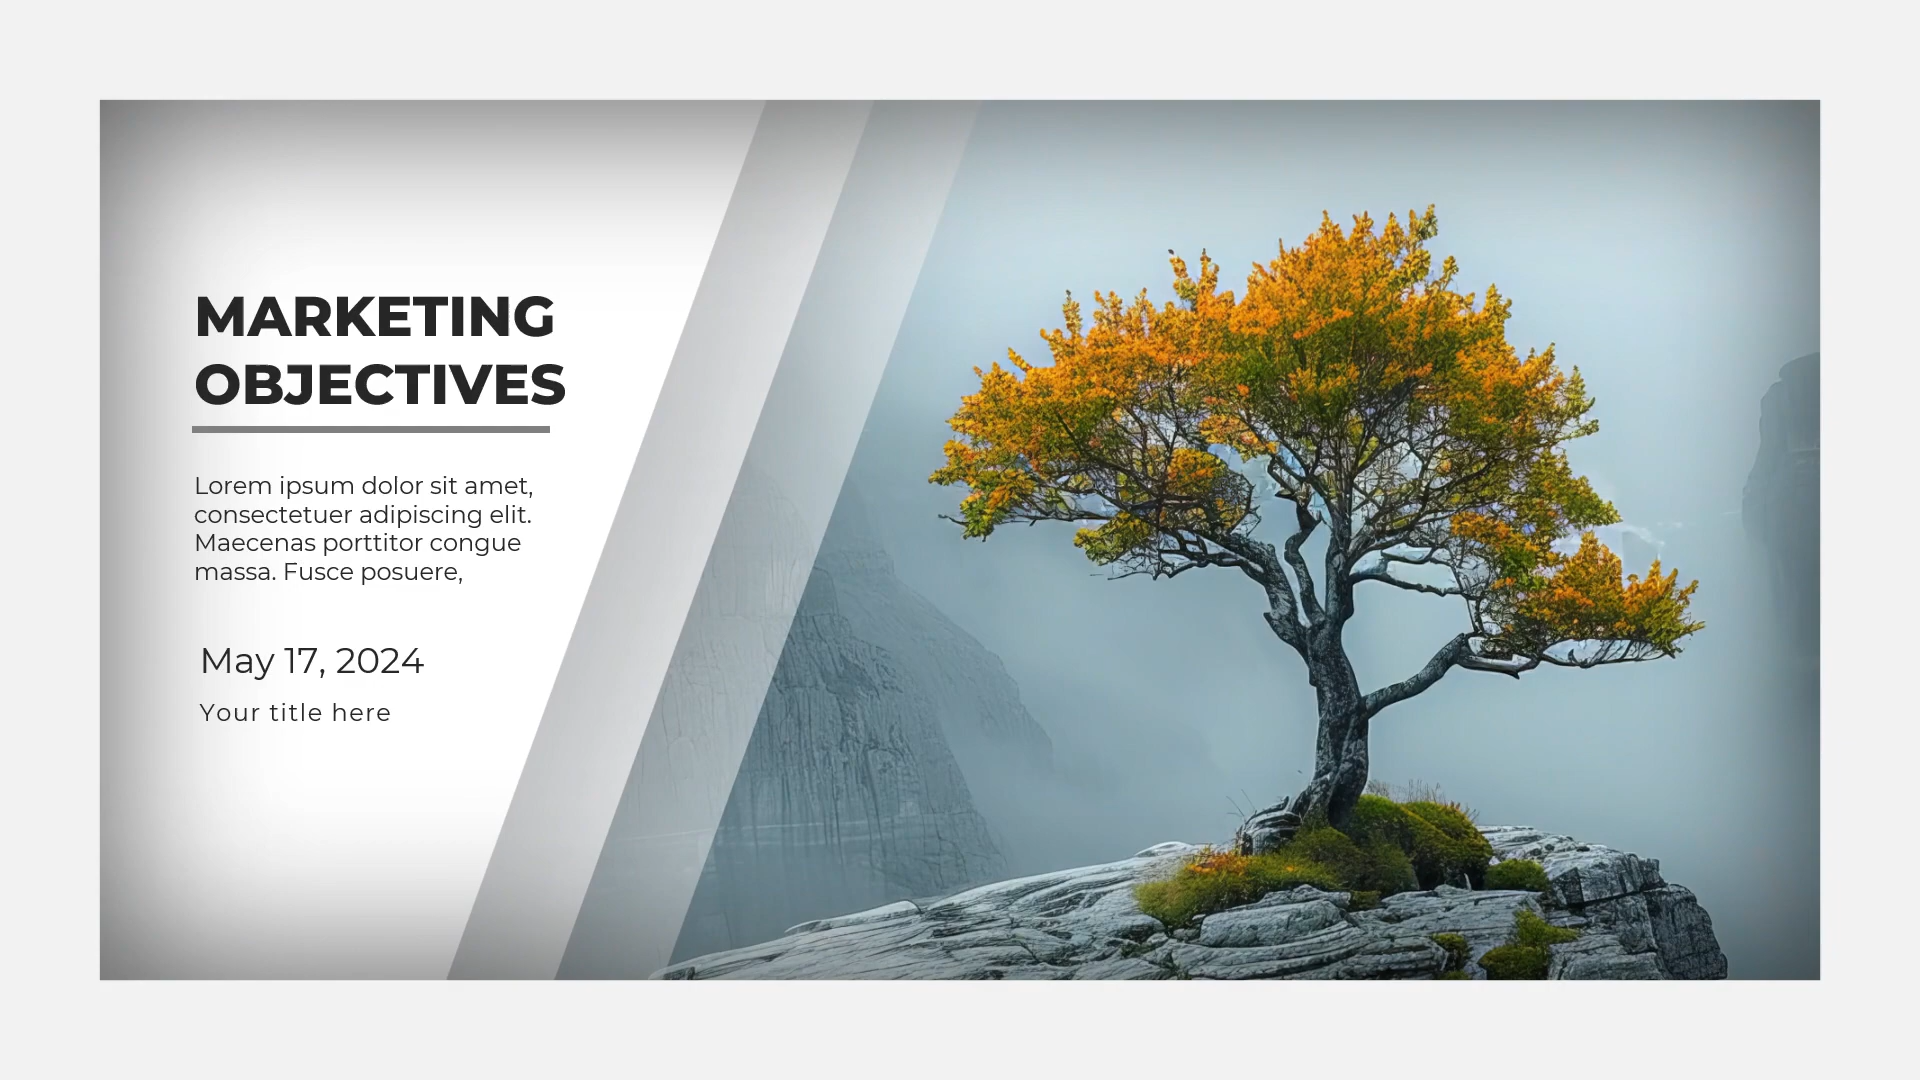 MARKETING
OBJECTIVES
Lorem ipsum dolor sit amet,
consectetuer adipiscing elit.
Maecenas porttitor congue
massa. Fusce posuere,
May 17, 2024
Your title here